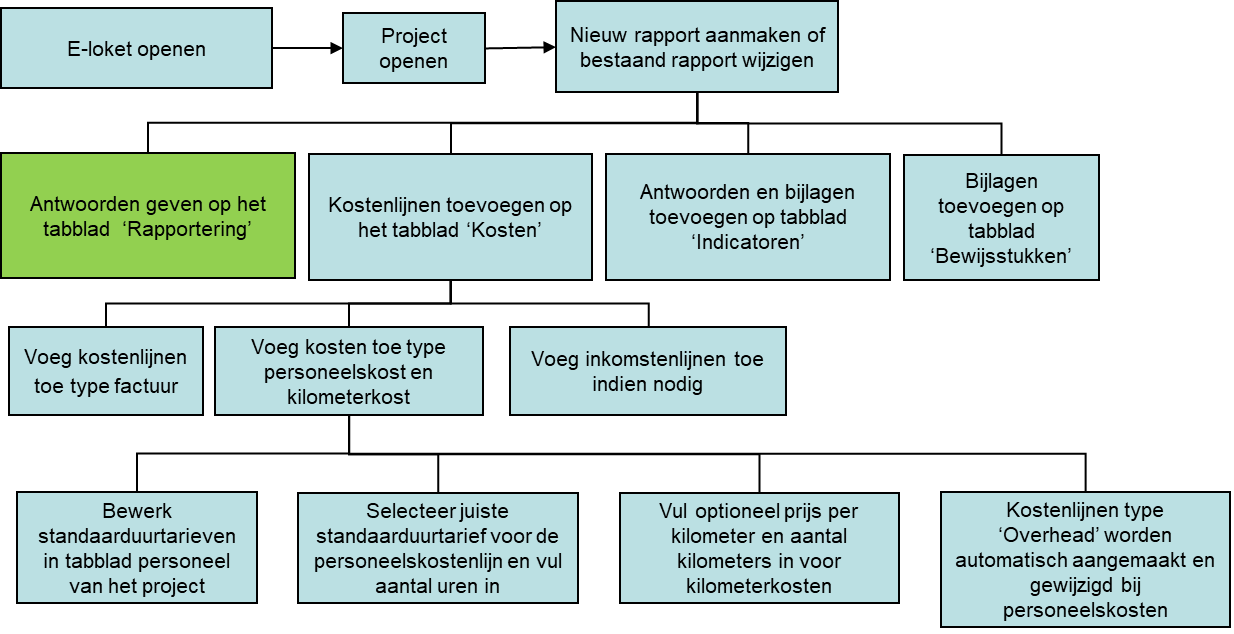 E-loket openen
Project
openen
Nieuw rapport aanmaken of
bestaand rapport wijzigen
Antwoorden geven op het
tabblad ‘Rapportering’
Kostenlijnen toevoegen op
het tabblad ‘Kosten’
Antwoorden en bijlagen
toevoegen op tabblad
‘Indicatoren’
Bijlagen
toevoegen op
tabblad
‘Bewijsstukken’
Voeg kostenlijnen
toe type factuur
Voeg kosten toe type
personeelskost en
kilometerkost
Voeg inkomstenlijnen toe
indien nodig
Bewerk
standaarduurtarieven
in tabblad personeel
van het project
Selecteer juiste
standaarduurtarief voor de
personeelskostenlijn en vul
aantal uren in
Vul optioneel prijs per
kilometer en aantal
kilometers in voor
kilometerkosten
Kostenlijnen type
‘Overhead’ worden
automatisch aangemaakt en
gewijzigd bij
personeelskosten